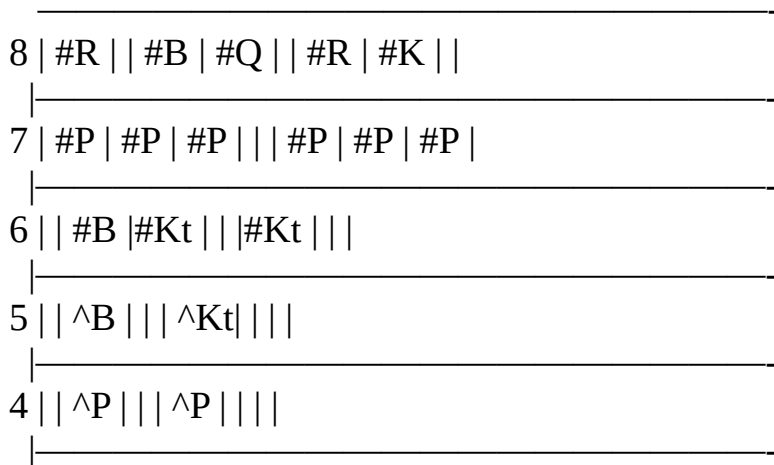 8 | #R | | #B | #Q | | #R | #K | |
7 | #P | #P | #P | | | #P | #P | #P |
6 | | #B |#Kt | | |#Kt | | |
5 | | ^B | | | ^Kt| | | |
4 | | ^P | | | ^P | | | |